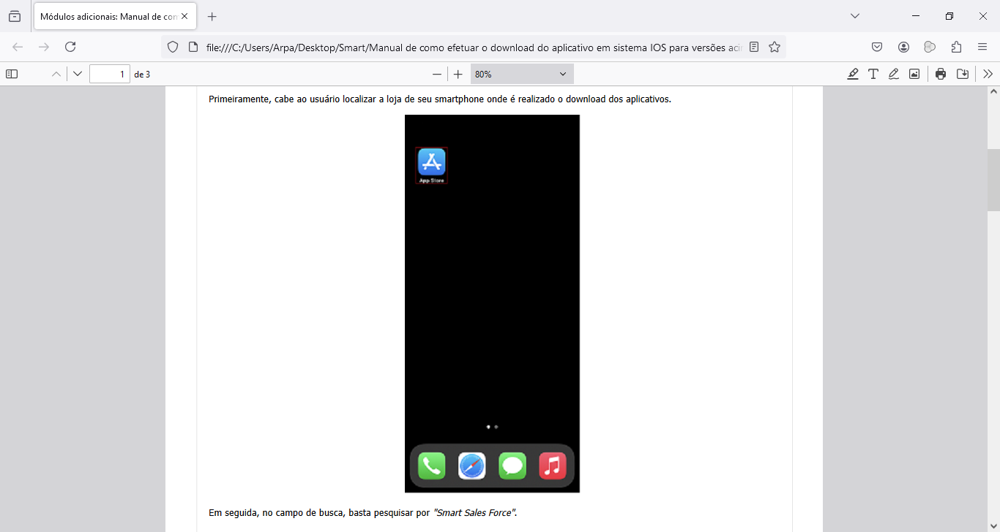 Módulos adicionais: Manual de con
file:///C:/Users/Arpa/Desktop/Smart/Manual de como efetuar o download do aplicativo em sistema IOS para versões acir
1 de 3
80%
Primeiramente, cabe ao usuário localizar a loja de seu smartphone onde é realizado o download dos aplicativos.
App Store
Em seguida, no campo de busca, basta pesquisar por "Smart Sales Force".